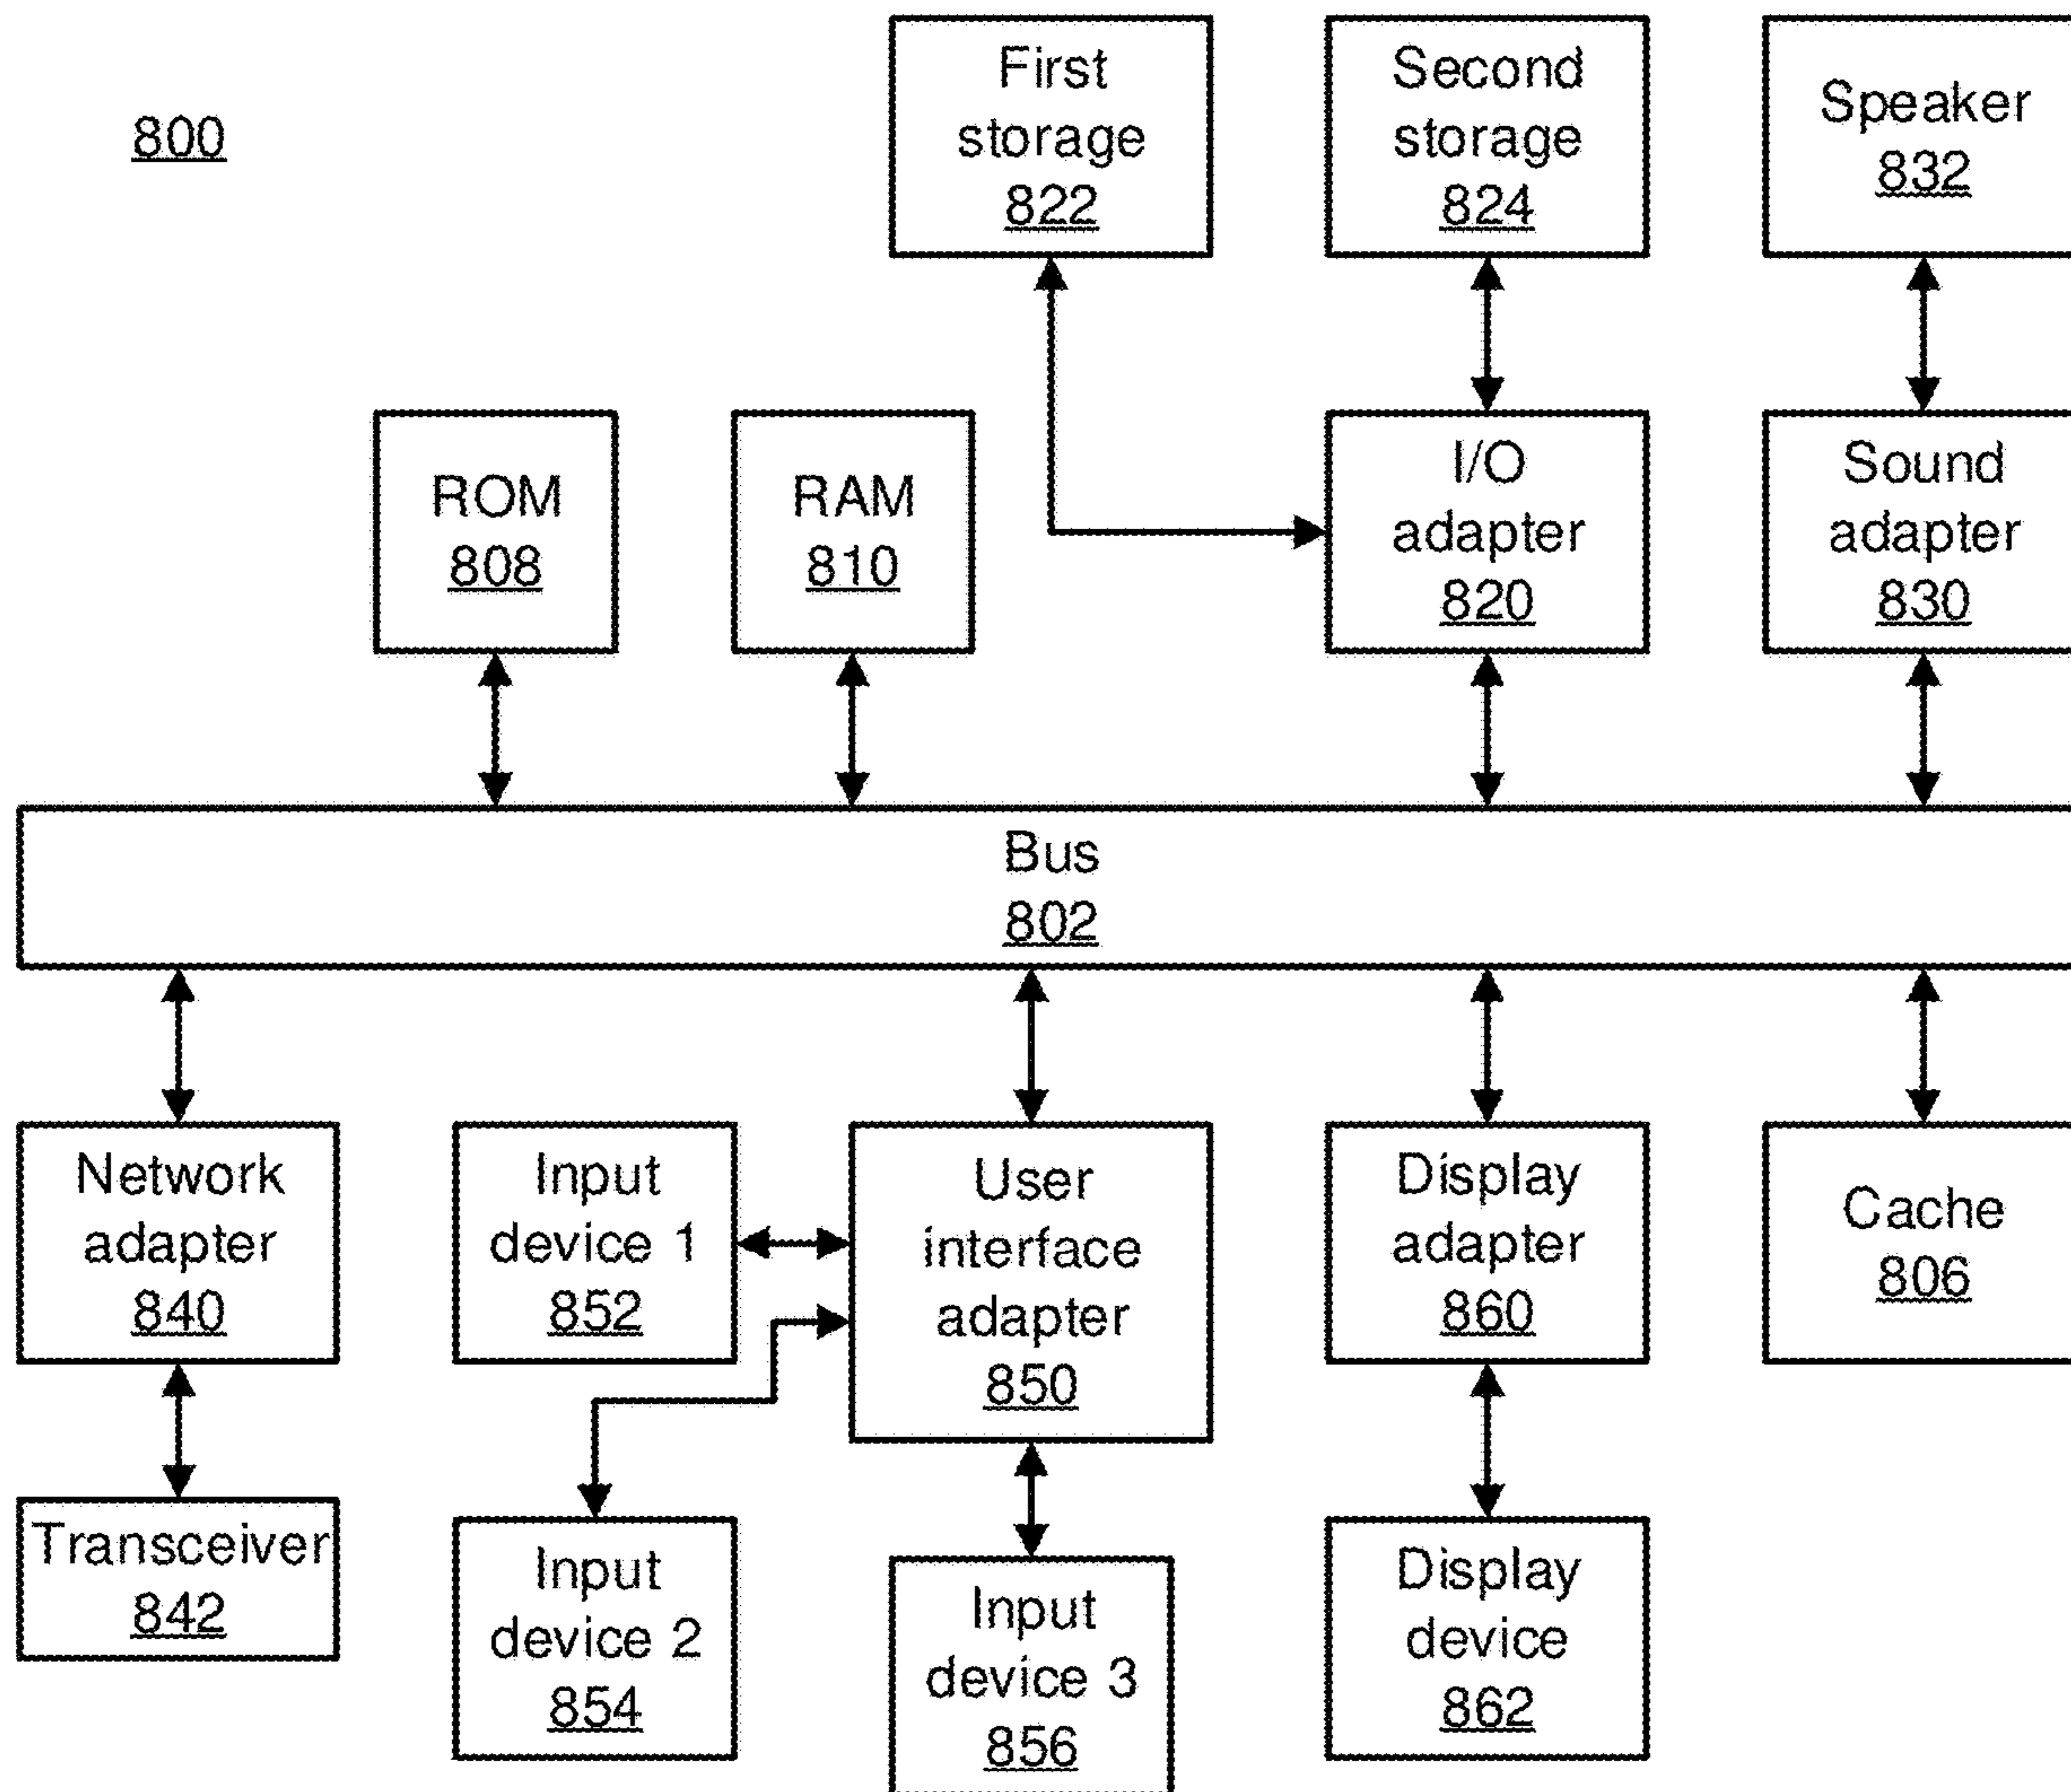 800
First
storage
822
Second
storage
824
Speaker
832
ROM
808
RAM
810
I/O
adapter
820
Sound
adapter
830
Bus
802
Network
adapter
840
Input
device 1
852
User
interface
adapter
850
Display
adapter
860
Cache
806
Transceiver
842
Input
device 2
854
Input
device 3
856
Display
device
862